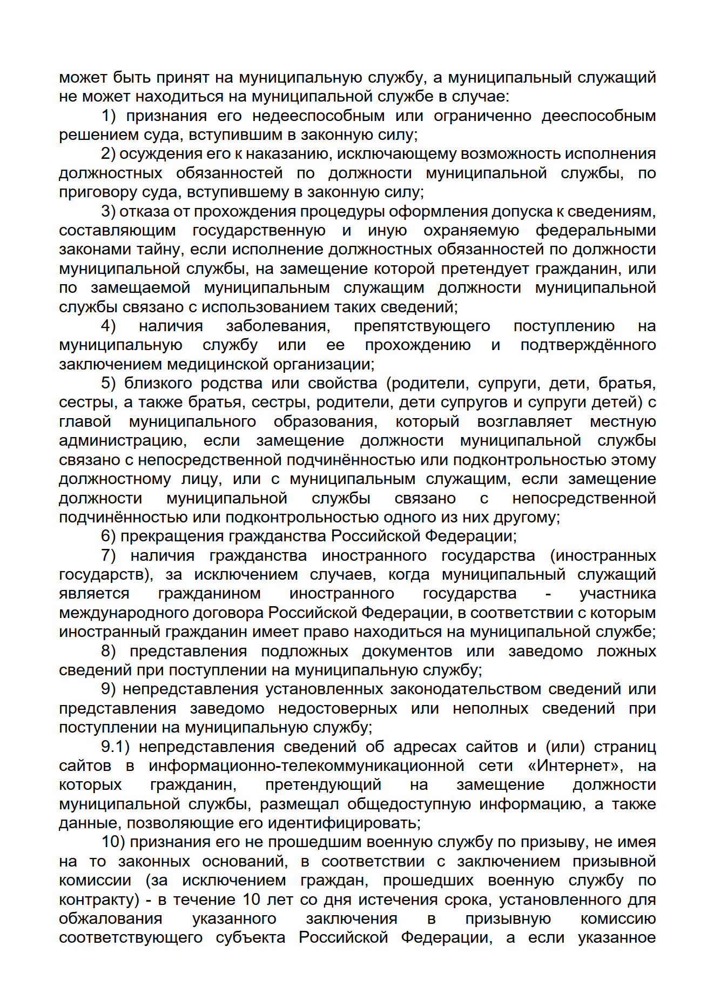 может быть принят на муниципальную службу, а муниципальный служащий
не может находиться на муниципальной службе в случае:
1) признания его недееспособным или ограниченно дееспособным
решением суда, вступившим в законную силу;
2) осуждения его к наказанию, исключающему возможность исполнения
должностных обязанностей по должности муниципальной службы, по
приговору суда, вступившему в законную силу;
3) отказа от прохождения процедуры оформления допуска к сведениям,
составляющим государственную и иную охраняемую федеральными
законами тайну, если исполнение должностных обязанностей по должности
муниципальной службы, на замещение которой претендует гражданин, или
по замещаемой муниципальным служащим должности муниципальной
службы связано с использованием таких сведений;
4) наличия заболевания, препятствующего поступлению на
муниципальную службу или ее прохождению и подтверждённого
заключением медицинской организации;
5) близкого родства или свойства (родители, супруги, дети, братья,
сестры, а также братья, сестры, родители, дети супругов и супруги детей) с
главой муниципального образования, который возглавляет местную
администрацию, если замещение должности муниципальной службы
связано с непосредственной подчинённостью или подконтрольностью этому
должностному лицу, или с муниципальным служащим, если замещение
должности муниципальной службы связано с непосредственной
подчинённостью или подконтрольностью одного из них другому;
6) прекращения гражданства Российской Федерации;
7) наличия гражданства иностранного государства (иностранных
государств), за исключением случаев, когда муниципальный служащий
является гражданином иностранного государства - участника
международного договора Российской Федерации, в соответствии с которым
иностранный гражданин имеет право находиться на муниципальной службе;
8) представления подложных документов или заведомо ложных
сведений при поступлении на муниципальную службу;
9) непредставления установленных законодательством сведений или
представления заведомо недостоверных или неполных сведений при
поступлении на муниципальную службу;
9.1) непредставления сведений об адресах сайтов и (или) страниц
сайтов в информационно-телекоммуникационной сети «Интернет», на
которых гражданин, претендующий на замещение должности
муниципальной службы, размещал общедоступную информацию, а также
данные, позволяющие его идентифицировать;
10) признания его не прошедшим военную службу по призыву, не имея
на то законных оснований, в соответствии с заключением призывной
комиссии (за исключением граждан, прошедших военную службу по
контракту) - в течение 10 лет со дня истечения срока, установленного для
обжалования указанного заключения в призывную комиссию
соответствующего субъекта Российской Федерации, а если указанное